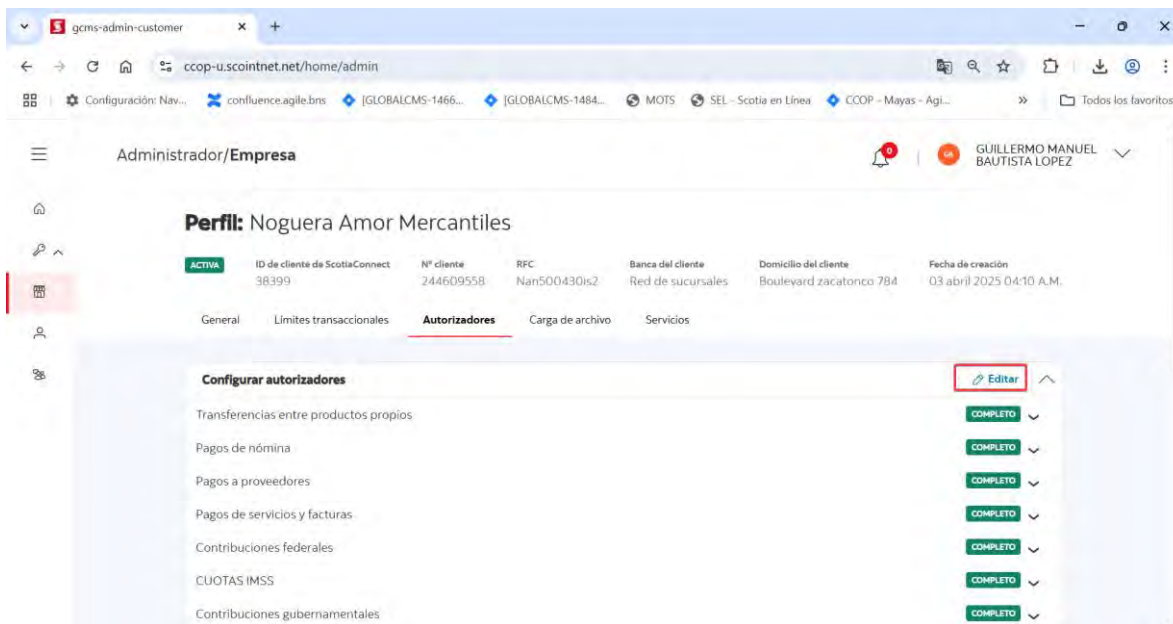 gcms-admin-customer
ccop-u.scointnet.net/home/admin
Configuración: Nav... confluence.agile.bns [GLOBALCMS-1466... [GLOBALCMS-1484... MOTS SEL - Scotia en Línea CCOP - Mayas - Agi... » Todos los favoritos
Administrador/Empresa 0 GA GUILLERMO MANUEL
BAUTISTA LOPEZ
Perfil: Noguera Amor Mercantiles
ACTIVA ID de cliente de ScotiaConnect N° cliente RFC Banca del cliente Domicilio del cliente Fecha de creación
38399 244609558 Nan500430is2 Red de sucursales Boulevard zacatonco 784 03 abril 2025 04:10 A.M.
General Límites transaccionales Autorizadores Carga de archivo Servicios
Configurar autorizadores Editar
Transferencias entre productos propios COMPLETO
Pagos de nómina COMPLETO
Pagos a proveedores COMPLETO
Pagos de servicios y facturas COMPLETO
Contribuciones federales COMPLETO
CUOTAS IMSS COMPLETO
Contribuciones gubernamentales COMPLETO